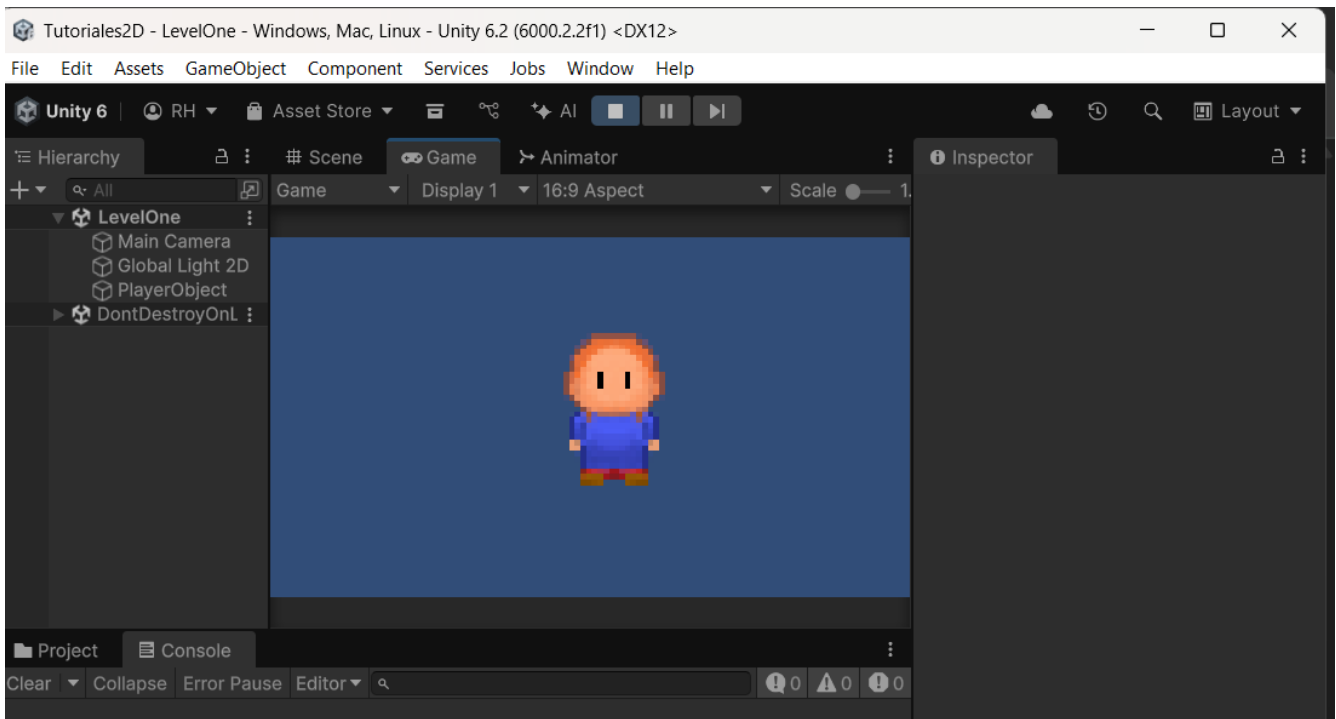 Tutoriales2D - LevelOne - Windows, Mac, Linux - Unity 6.2 (6000.2.2f1) <DX12>
File Edit Assets GameObject Component Services Jobs Window Help
Unity 6 RH Asset Store AI Layout
Hierarchy # Scene Game Animator Inspector
All Game Display 1 16:9 Aspect Scale 1.
LevelOne
Main Camera
Global Light 2D
PlayerObject
DontDestroyOnL
Project Console
Clear Collapse Error Pause Editor 0 0 0